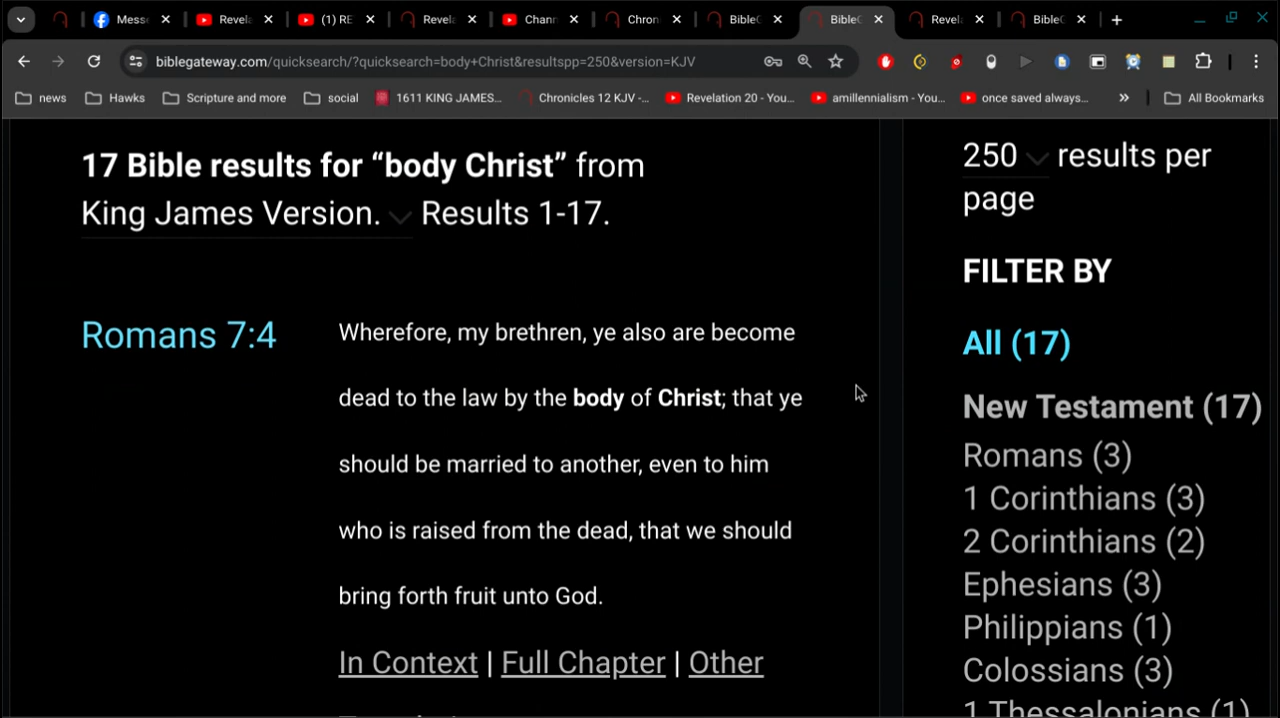 Messe
Revela
(1) RE
Revela
Chann
Chron
BibleG
BibleG
Revela
BibleG
biblegateway.com/quicksearch/?quicksearch=body+Christ&resultspp=250&version=KJV
news
Hawks
Scripture and more
social
1611 KING JAMES...
Chronicles 12 KJV -...
Revelation 20 - You...
amillennialism - You...
once saved always...
»
All Bookmarks
17 Bible results for “body Christ” from
King James Version. Results 1-17.
Romans 7:4
Wherefore, my brethren, ye also are become
dead to the law by the body of Christ; that ye
should be married to another, even to him
who is raised from the dead, that we should
bring forth fruit unto God.
In Context | Full Chapter | Other
250 results per
page
FILTER BY
All (17)
New Testament (17)
Romans (3)
1 Corinthians (3)
2 Corinthians (2)
Ephesians (3)
Philippians (1)
Colossians (3)
1 Thessalonians (1)